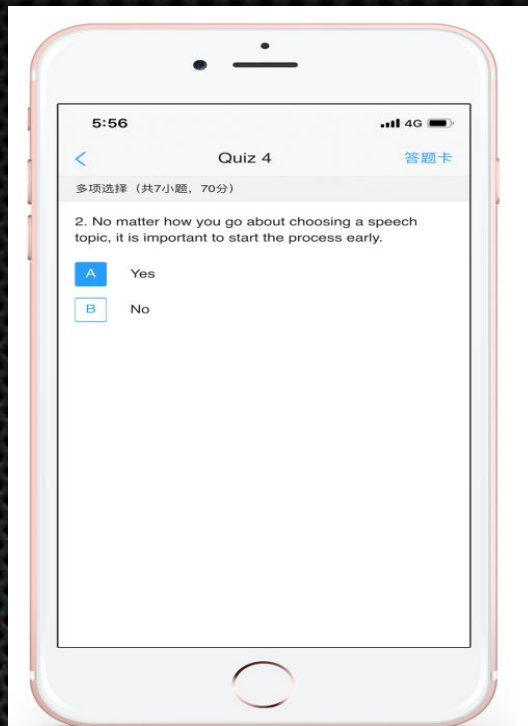 5:56
4G
Quiz 4
答题卡
多项选择（共7小题，70分）
2. No matter how you go about choosing a speech
topic, it is important to start the process early.
A Yes
B No